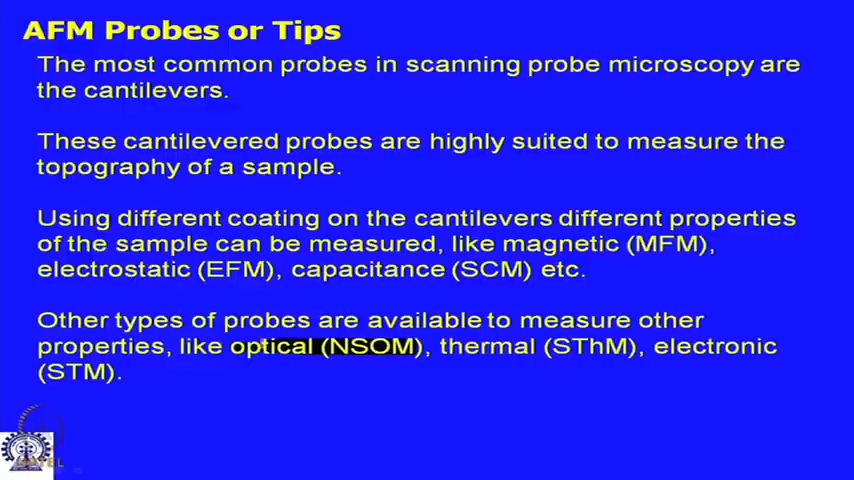 AFM Probes or Tips
The most common probes in scanning probe microscopy are
the cantilevers.
These cantilevered probes are highly suited to measure the
topography of a sample.
Using different coating on the cantilevers different properties
of the sample can be measured, like magnetic (MFM),
electrostatic (EFM), capacitance (SCM) etc.
Other types of probes are available to measure other
properties, like optical (NSOM), thermal (SThM), electronic
(STM).